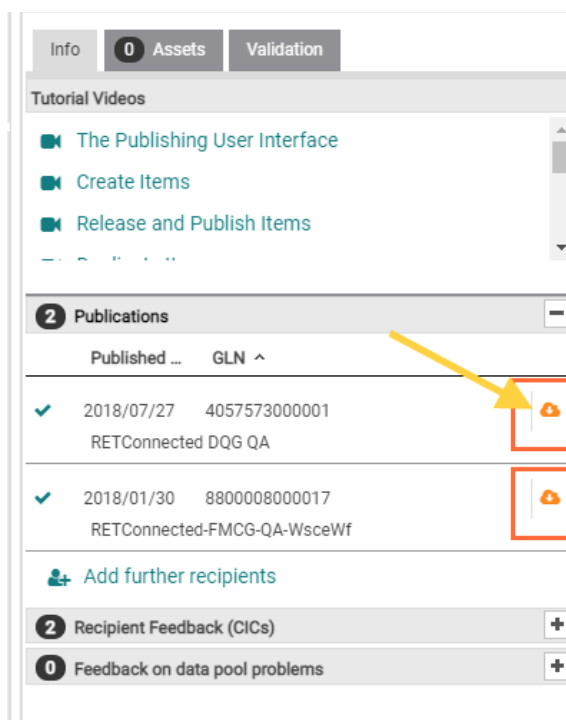 Info 0 Assets Validation
Tutorial Videos
The Publishing User Interface
Create Items
Release and Publish Items
2 Publications
Published ... GLN
2018/07/27 4057573000001
RETConnected DQG QA
2018/01/30 8800008000017
RETConnected-FMCG-QA-WsceWf
Add further recipients
2 Recipient Feedback (CICs)
0 Feedback on data pool problems